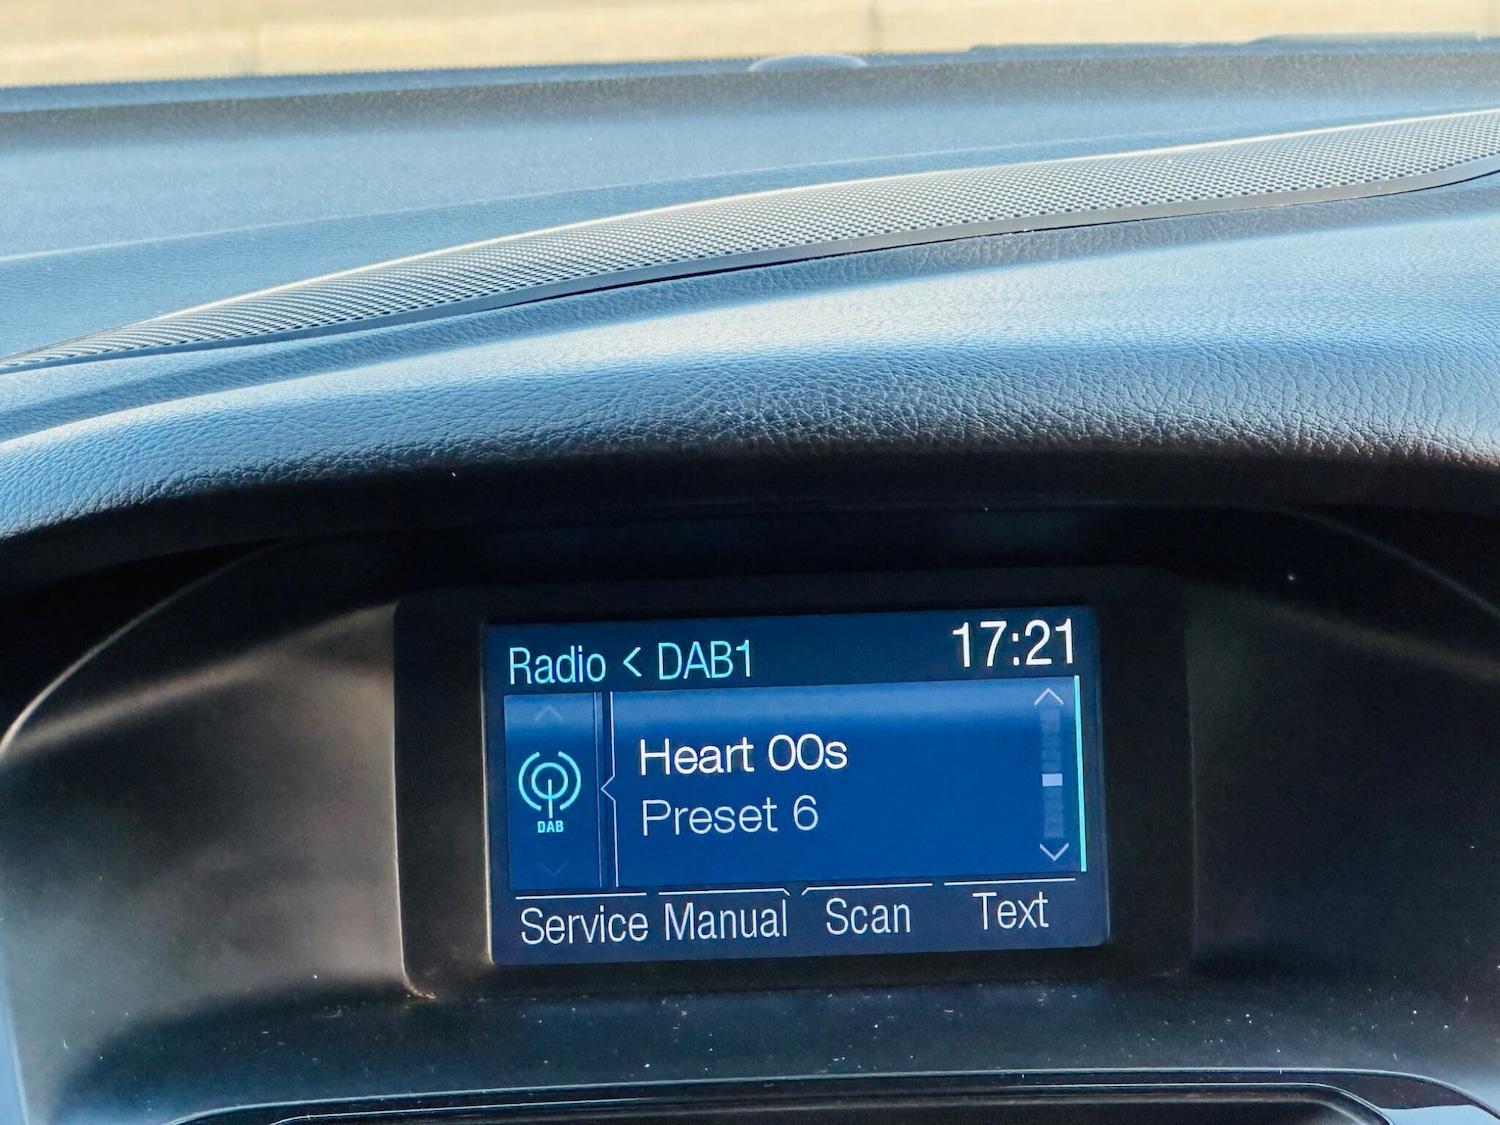 Radio < DAB1 17:21
Heart 00s
Preset 6
DAB
Service Manual Scan Text